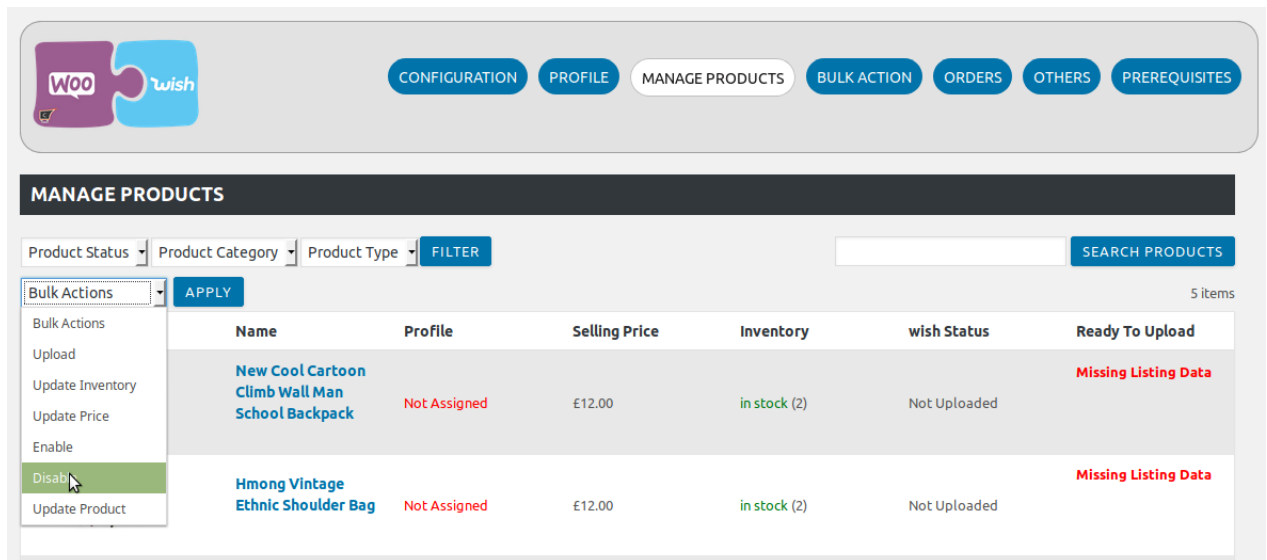 WOO
wish
CONFIGURATION PROFILE MANAGE PRODUCTS BULK ACTION ORDERS OTHERS PREREQUISITES
MANAGE PRODUCTS
Product Status Product Category Product Type FILTER SEARCH PRODUCTS
Bulk Actions APPLY 5 items
Bulk Actions
Upload
Update Inventory
Update Price
Enable
Disab
Update Product
Name Profile Selling Price Inventory wish Status Ready To Upload
New Cool Cartoon
Climb Wall Man
School Backpack
Not Assigned £12.00 in stock (2) Not Uploaded
Missing Listing Data
Hmong Vintage
Ethnic Shoulder Bag
Not Assigned £12.00 in stock (2) Not Uploaded
Missing Listing Data